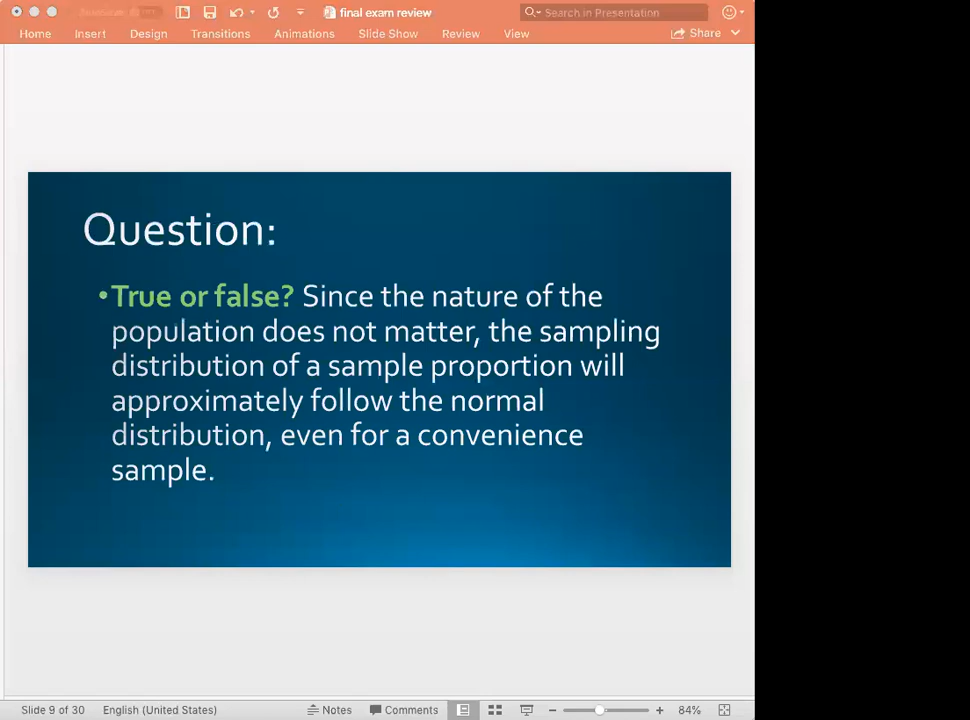 final exam review
Search in Presentation
Home Insert Design Transitions Animations Slide Show Review View Share
Question:
•True or false? Since the nature of the
population does not matter, the sampling
distribution of a sample proportion will
approximately follow the normal
distribution, even for a convenience
sample.
Slide 9 of 30 English (United States) Notes Comments 84%